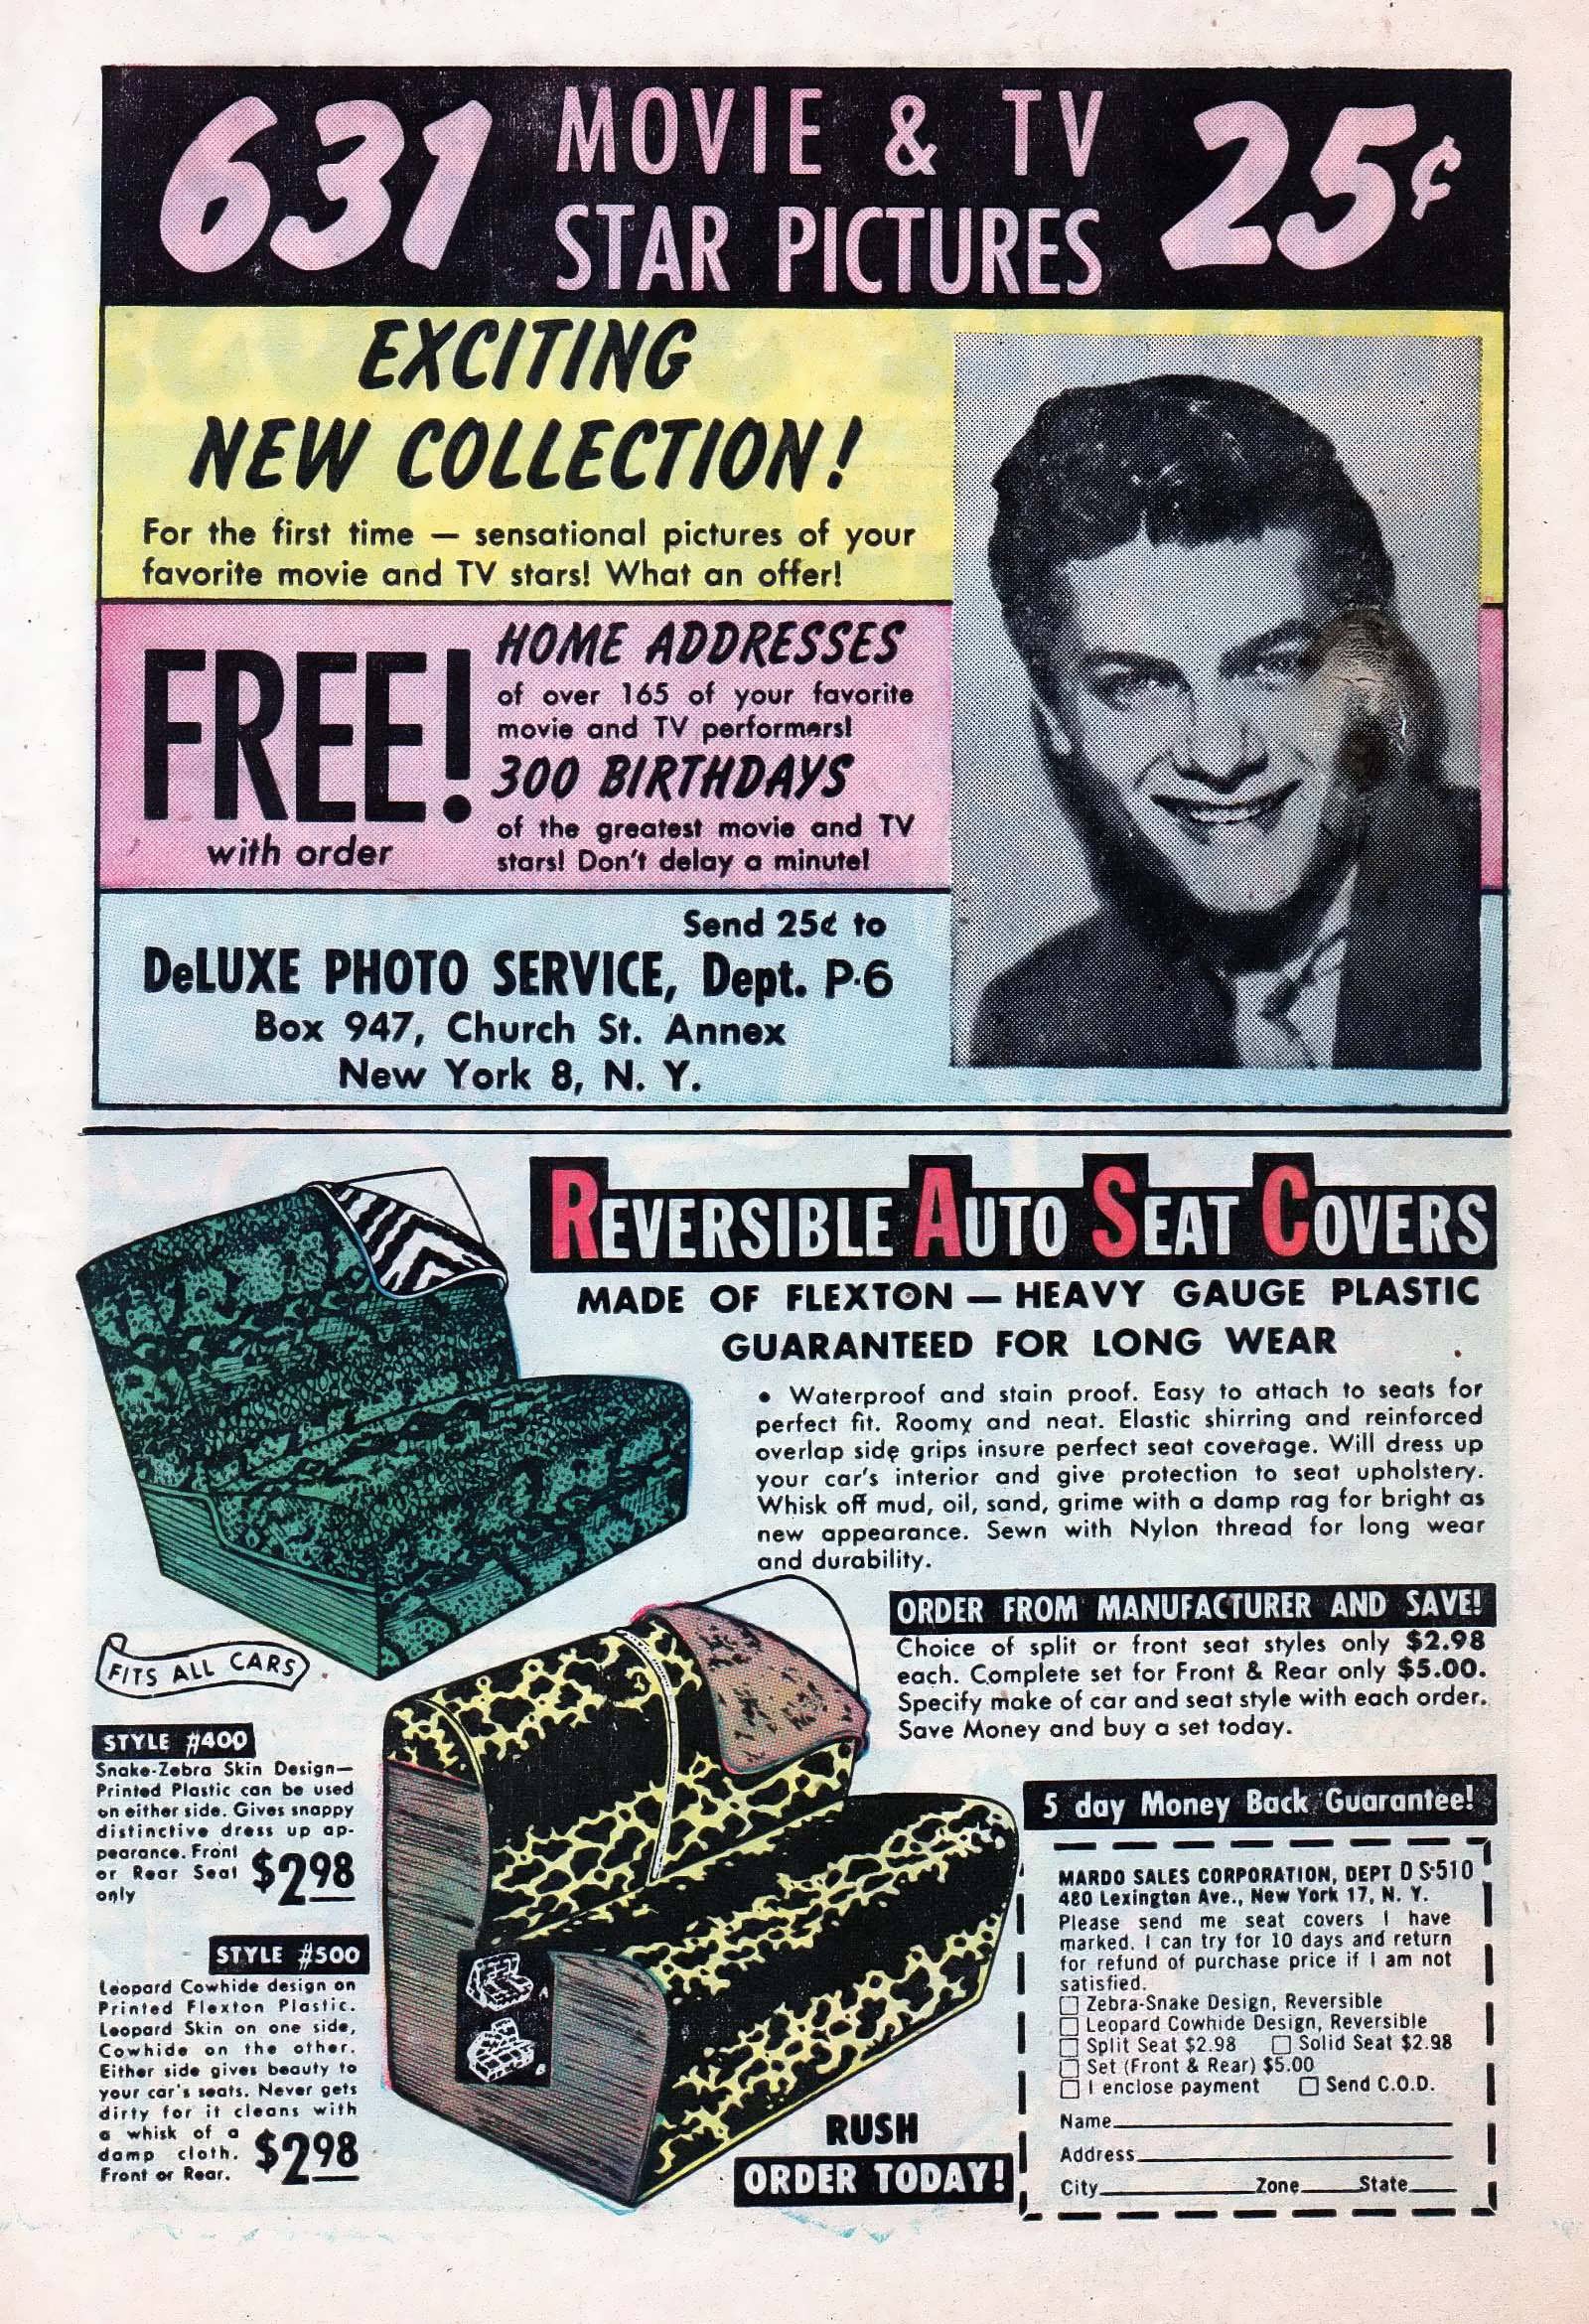 631 MOVIE & TV STAR PICTURES 25¢
EXCITING
NEW COLLECTION!
For the first time — sensational pictures of your
favorite movie and TV stars! What an offer!
FREE!
with order
HOME ADDRESSES
of over 165 of your favorite
movie and TV performers!
300 BIRTHDAYS
of the greatest movie and TV
stars! Don't delay a minute!
Send 25¢ to
DeLUXE PHOTO SERVICE, Dept. P-6
Box 947, Church St. Annex
New York 8, N. Y.
REVERSIBLE AUTO SEAT COVERS
MADE OF FLEXTON — HEAVY GAUGE PLASTIC
GUARANTEED FOR LONG WEAR
• Waterproof and stain proof. Easy to attach to seats for
perfect fit. Roomy and neat. Elastic shirring and reinforced
overlap side grips insure perfect seat coverage. Will dress up
your car's interior and give protection to seat upholstery.
Whisk off mud, oil, sand, grime with a damp rag for bright as
new appearance. Sewn with Nylon thread for long wear
and durability.
ORDER FROM MANUFACTURER AND SAVE!
Choice of split or front seat styles only $2.98
each. Complete set for Front & Rear only $5.00.
Specify make of car and seat style with each order.
Save Money and buy a set today.
FITS ALL CARS
STYLE #400
Snake-Zebra Skin Design—
Printed Plastic can be used
on either side. Gives snappy
distinctive dress up ap-
pearance. Front
or Rear Seat
only $2.98
STYLE #500
Leopard Cowhide design on
Printed Flexton Plastic.
Leopard Skin on one side,
Cowhide on the other.
Either side gives beauty to
your car's seats. Never gets
dirty for it cleans with
a whisk of a
damp cloth.
Front or Rear. $2.98
A
B
RUSH
ORDER TODAY!
5 day Money Back Guarantee!
MARDO SALES CORPORATION, DEPT D S-510
480 Lexington Ave., New York 17, N. Y.
Please send me seat covers I have
marked. I can try for 10 days and return
for refund of purchase price if I am not
satisfied.
☐ Zebra-Snake Design, Reversible
☐ Leopard Cowhide Design, Reversible
☐ Split Seat $2.98 ☐ Solid Seat $2.98
☐ Set (Front & Rear) $5.00
☐ I enclose payment ☐ Send C.O.D.
Name
Address
City Zone State